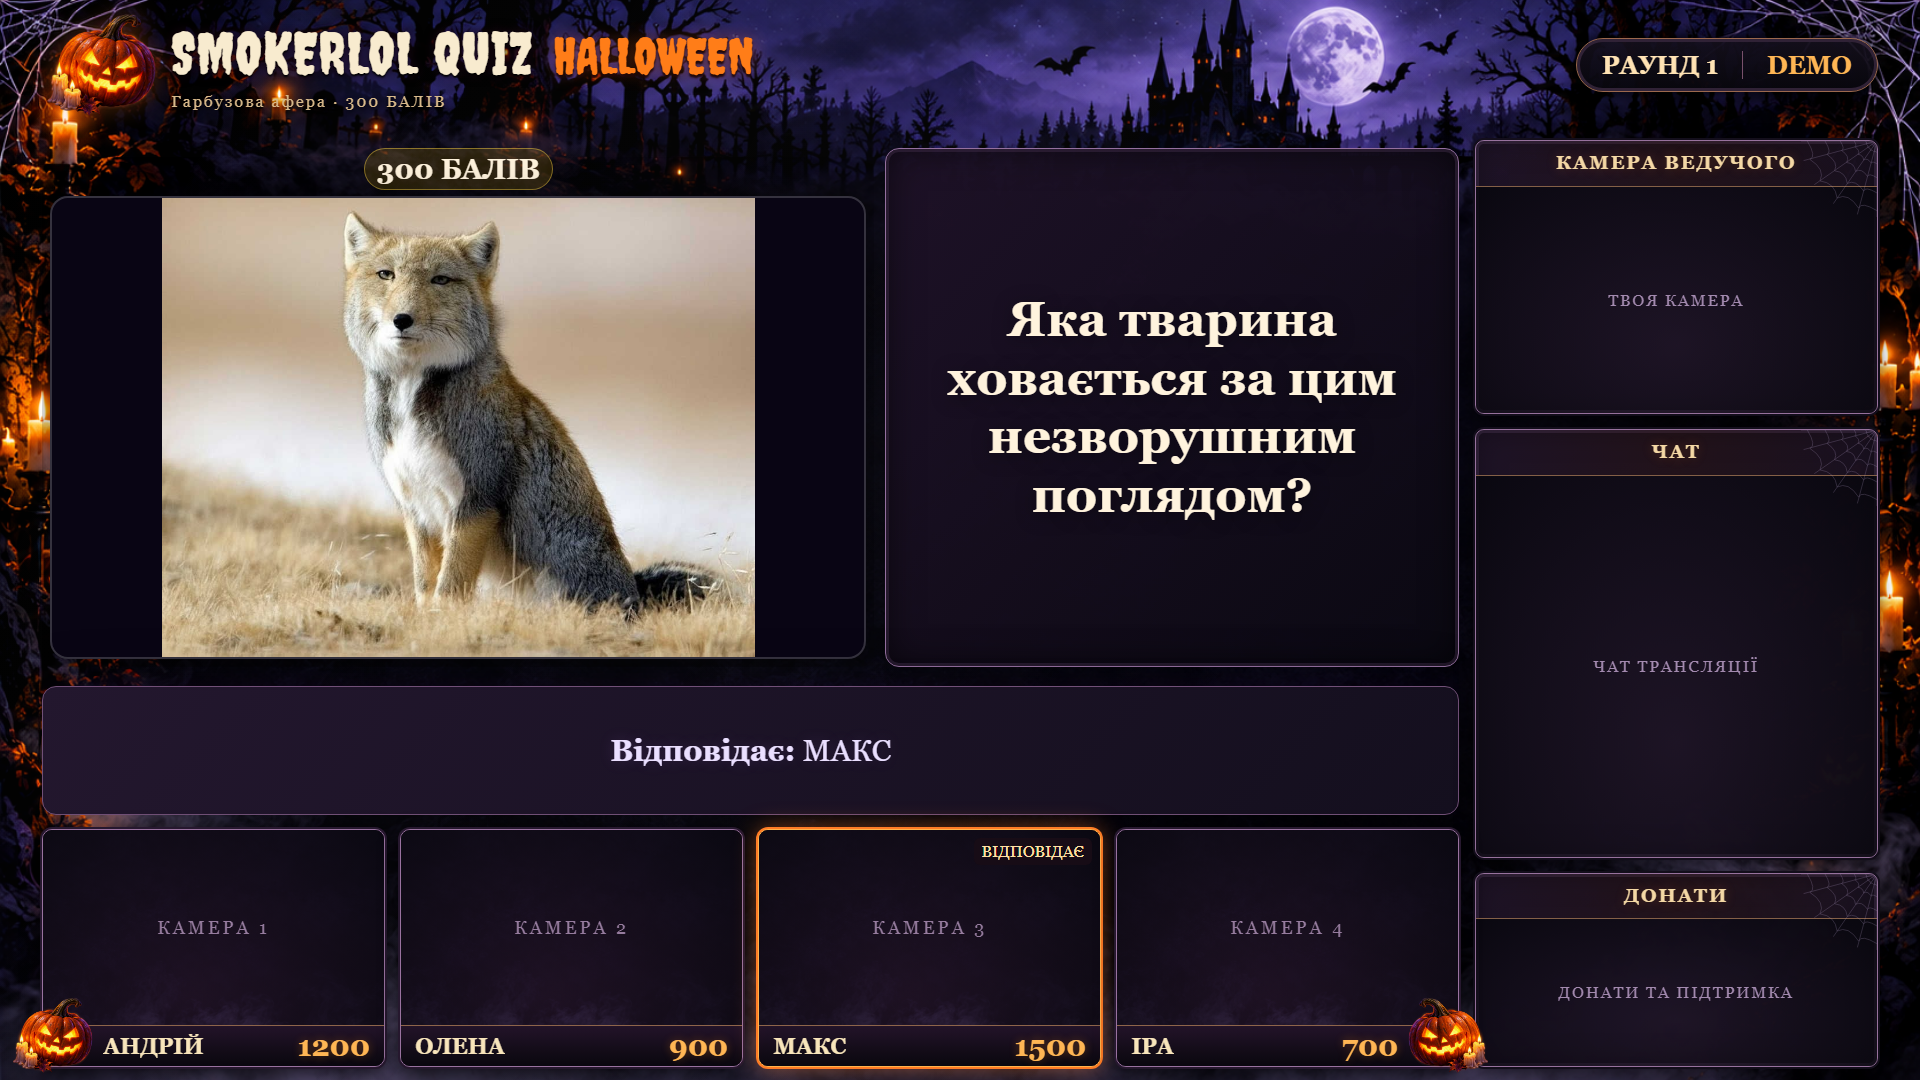 SMOKERLOL QUIZ HALLOWEEN
Гарбузова афера · 300 БАЛІВ
РАУНД 1 DEMO
300 БАЛІВ
Яка тварина
ховається за цим
незворушним
поглядом?
КАМЕРА ВЕДУЧОГО
ТВОЯ КАМЕРА
ЧАТ
ЧАТ ТРАНСЛЯЦІЇ
Відповідає: МАКС
КАМЕРА 1
АНДРІЙ 1200
КАМЕРА 2
ОЛЕНА 900
ВІДПОВІДАЄ
КАМЕРА 3
МАКС 1500
КАМЕРА 4
ІРА 700
ДОНАТИ
ДОНАТИ ТА ПІДТРИМКА